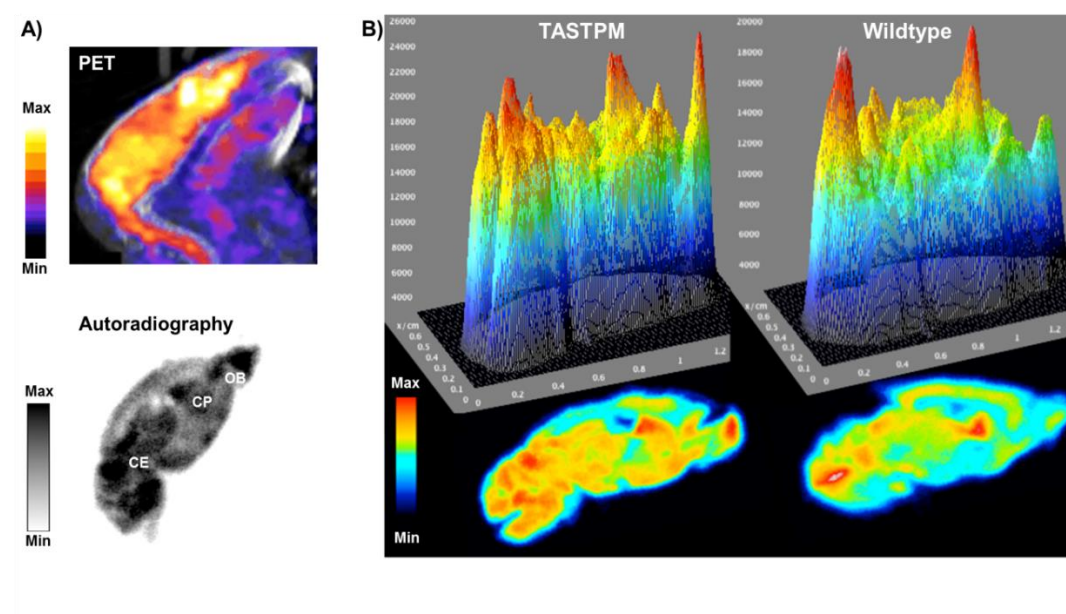 A)
PET
Max
Min
Autoradiography
Max
Min
OB
CP
CE
B)
TASTPM
26000
24000
22000
20000
18000
16000
14000
12000
10000
8000
6000
4000
x / cm
0.6
0.5
0.4
0.3
0.2
0.1
0
0
0.2
0.4
0.6
0.8
1
1.2
Wildtype
20000
18000
16000
14000
12000
10000
8000
6000
4000
x / cm
0.6
0.5
0.4
0.3
0.2
0.1
0
0
0.2
0.4
0.6
0.8
1
1.2
Max
Min